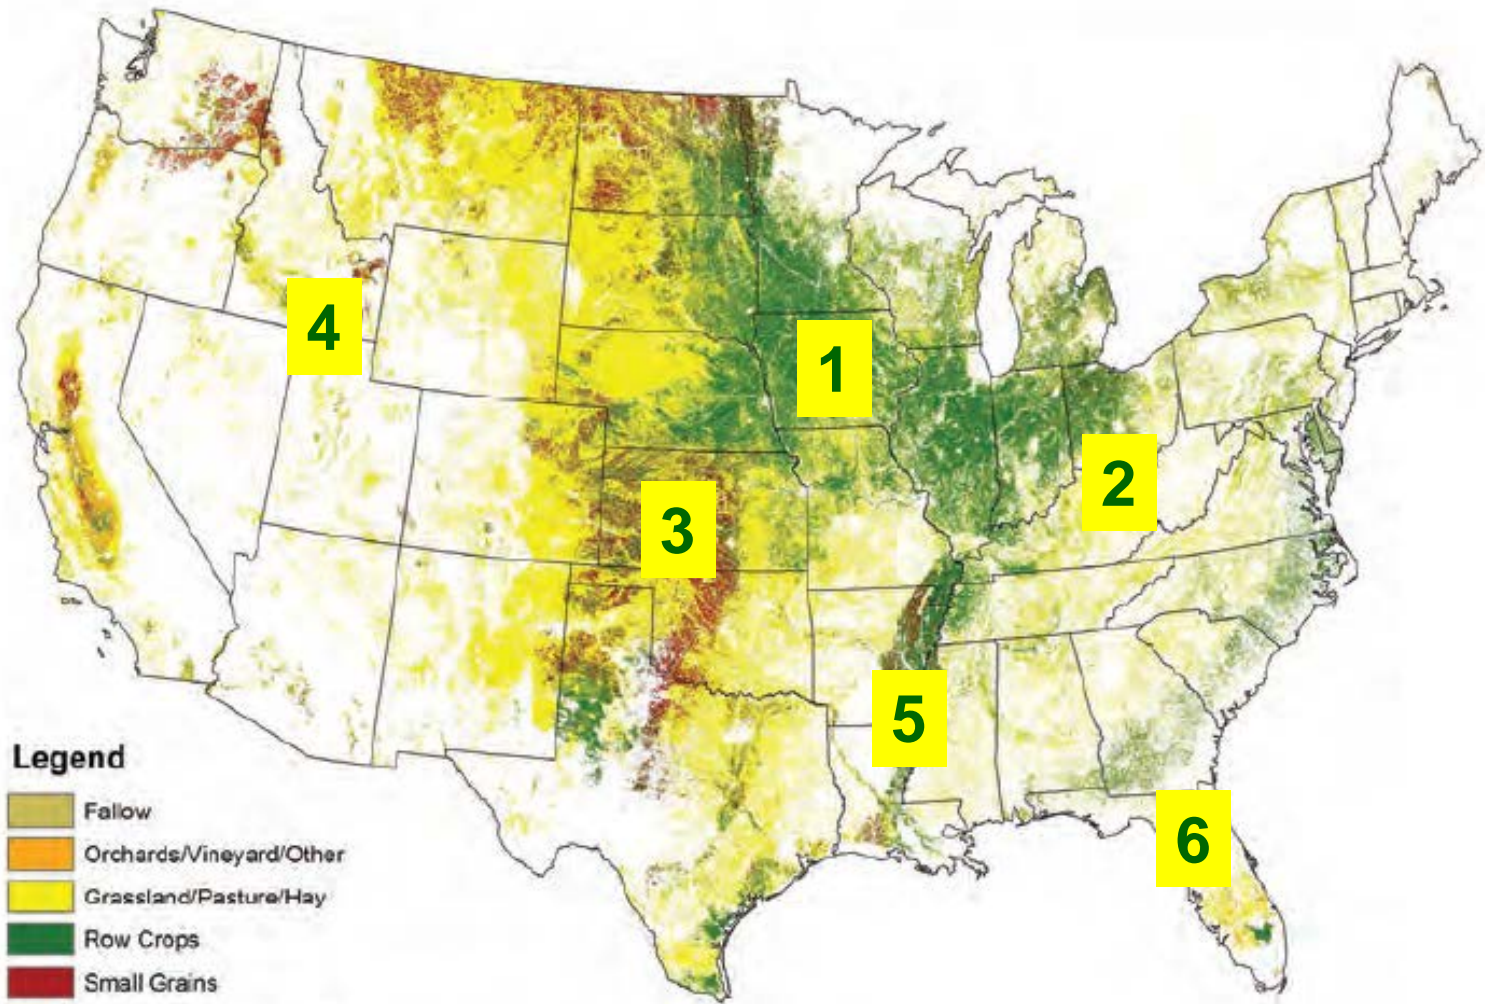 4
1
2
3
5
6
Legend
Fallow
Orchards/Vineyard/Other
Grassland/Pasture/Hay
Row Crops
Small Grains